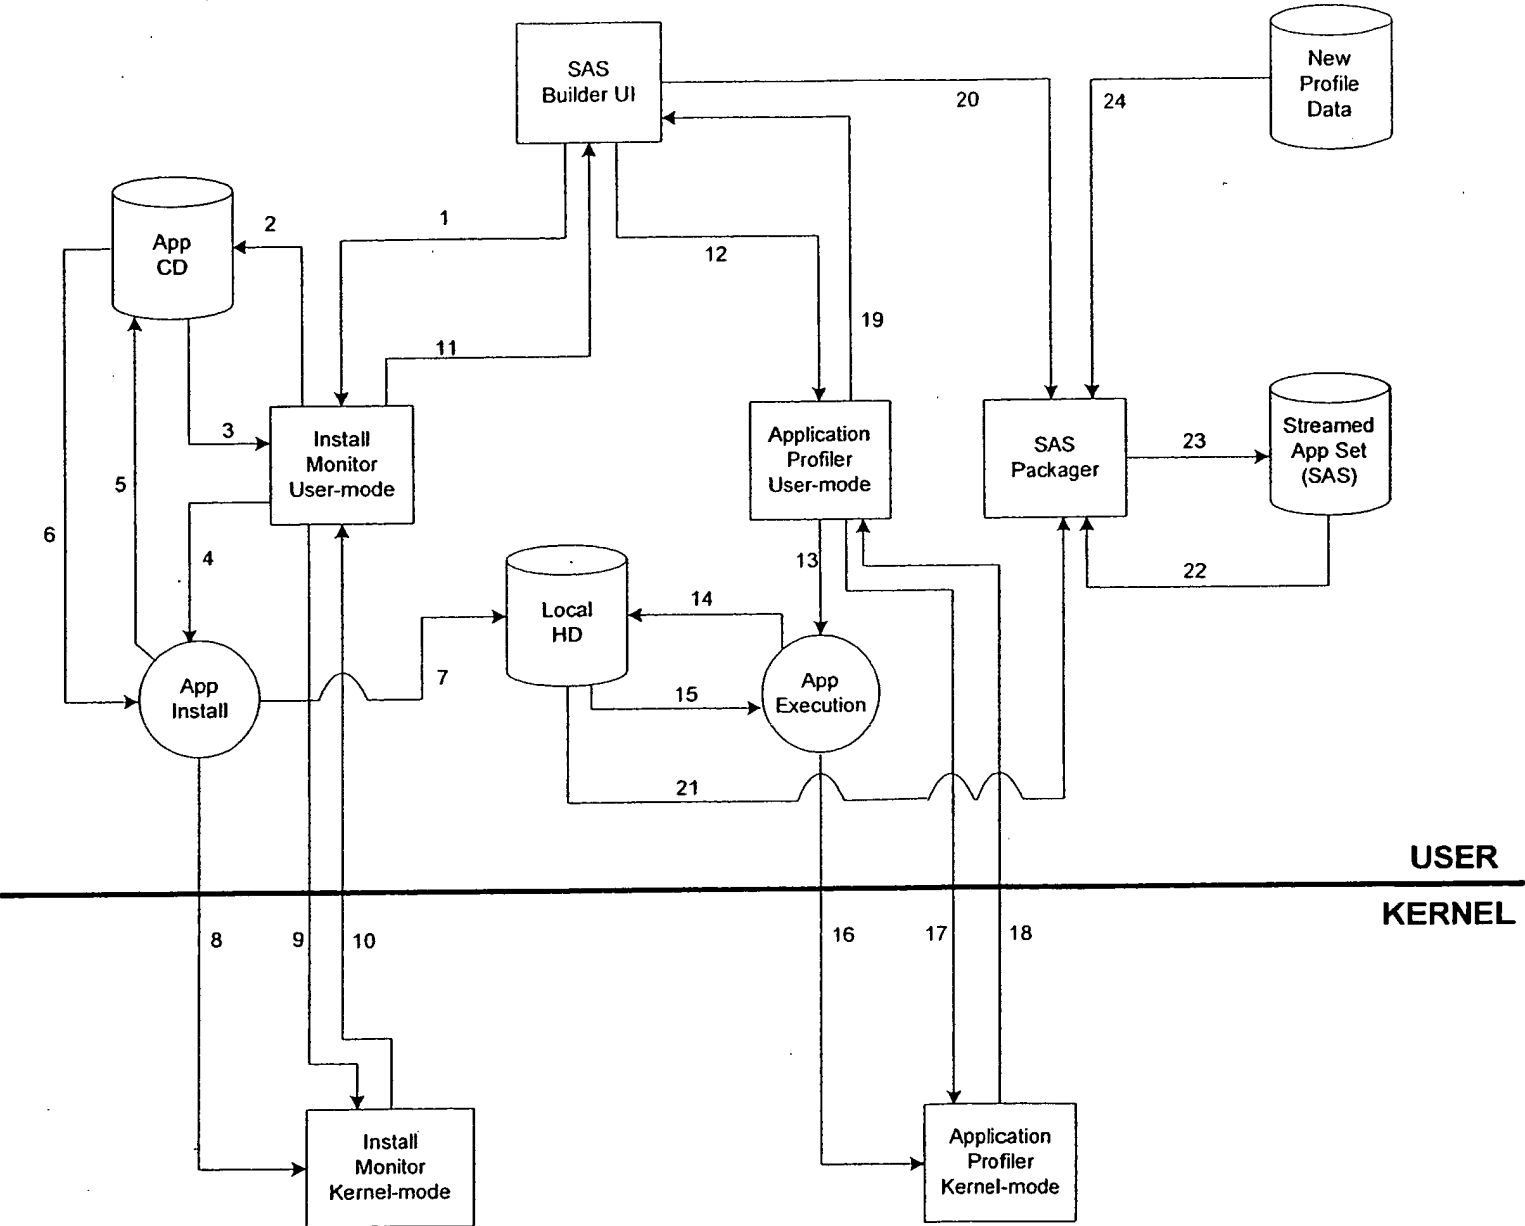 SAS
Builder UI
New
Profile
Data
20
24
App
CD
2
1
12
19
11
3
5
6
4
Install
Monitor
User-mode
Application
Profiler
User-mode
SAS
Packager
23
Streamed
App Set
(SAS)
22
13
14
Local
HD
7
15
App
Install
App
Execution
21
USER
KERNEL
8
9
10
16
17
18
Install
Monitor
Kernel-mode
Application
Profiler
Kernel-mode